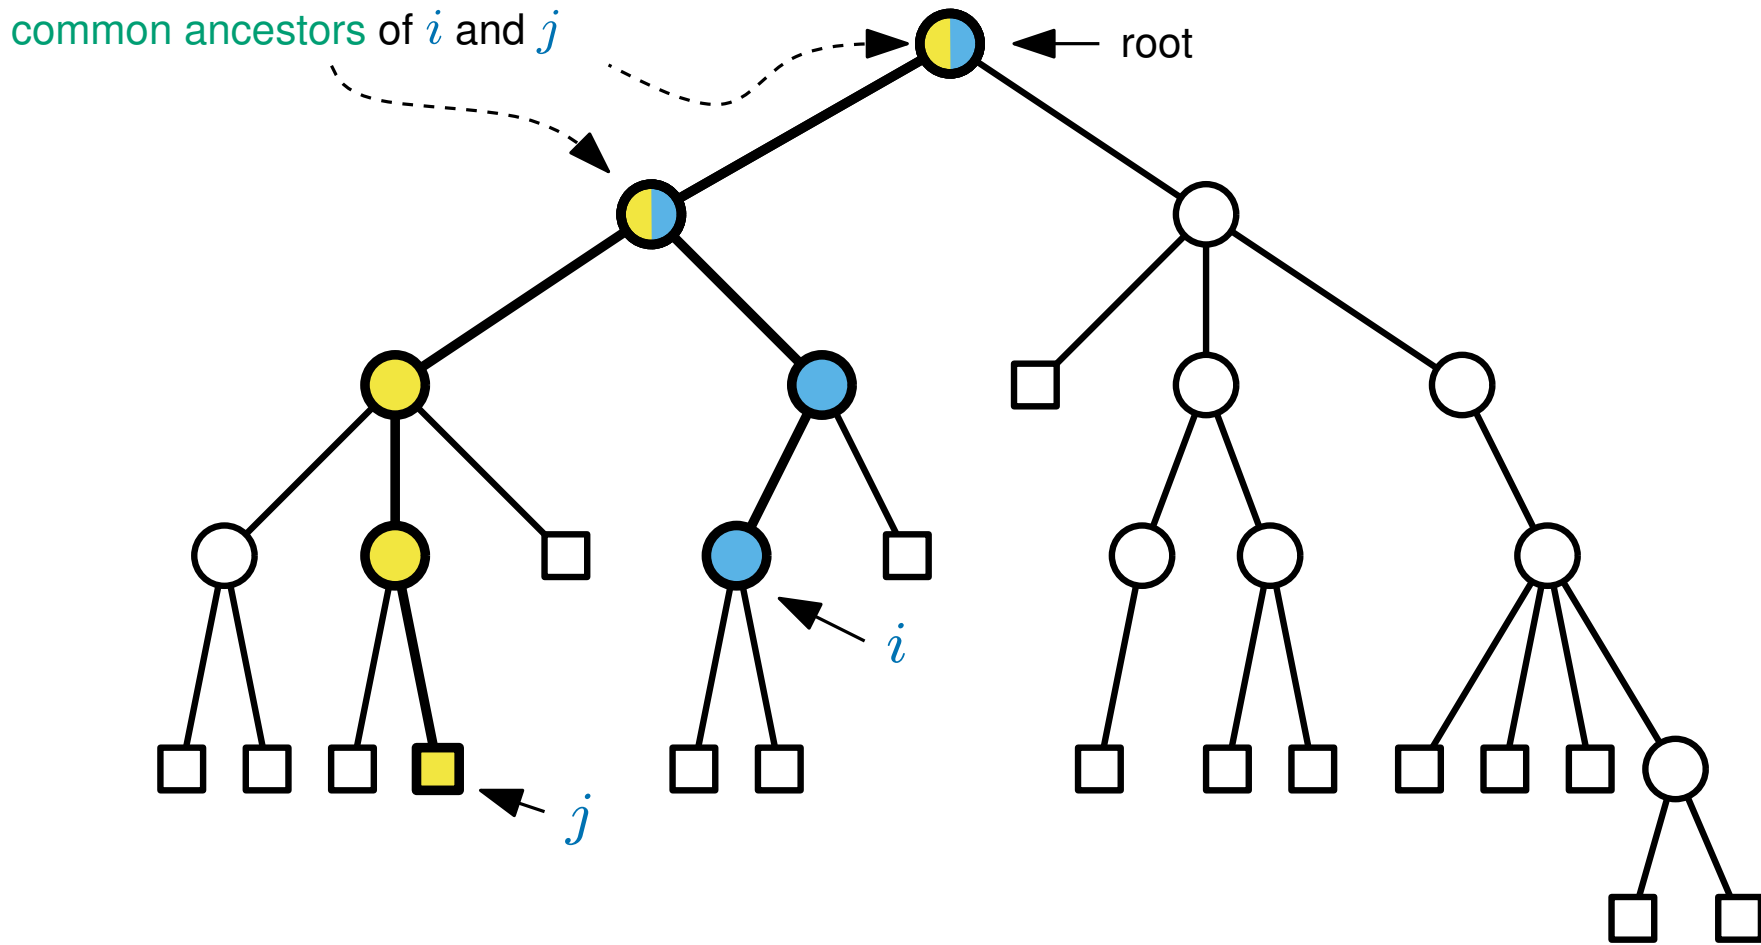 common ancestors of i and j
root
i
j